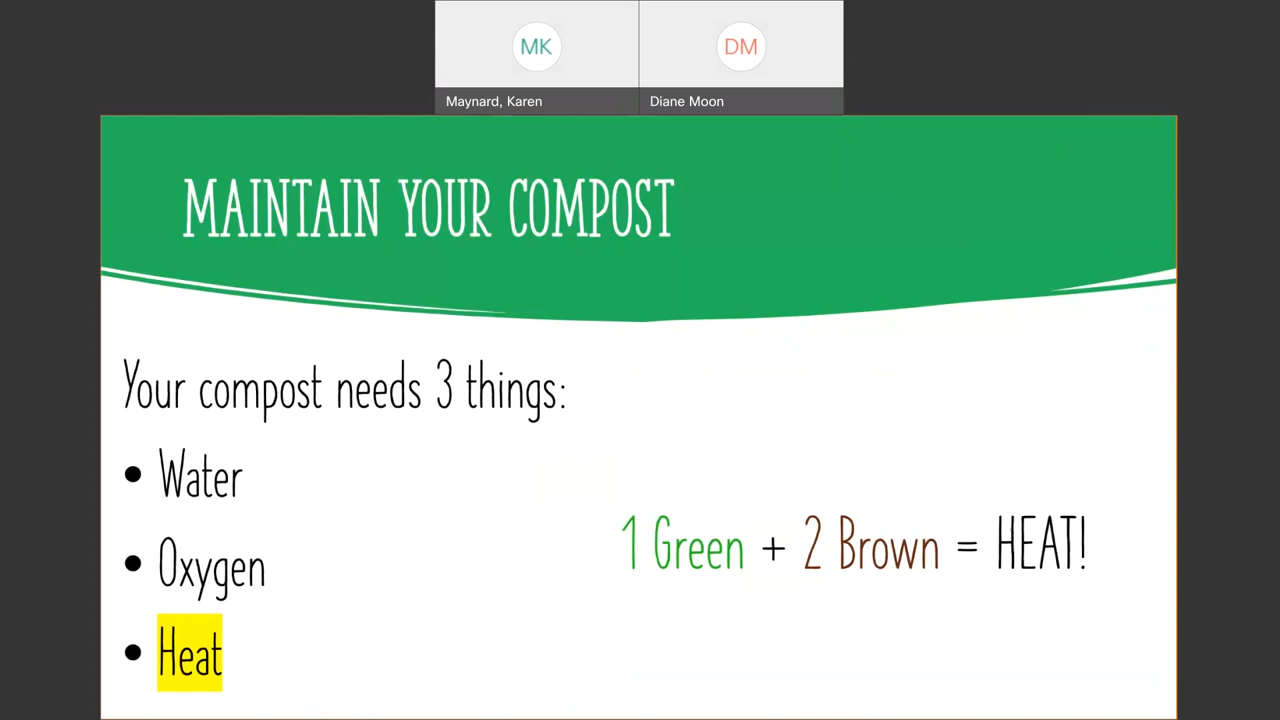 MK
DM
Maynard, Karen
Diane Moon
MAINTAIN YOUR COMPOST
Your compost needs 3 things:
• Water
• Oxygen
• Heat
1 Green + 2 Brown = HEAT!